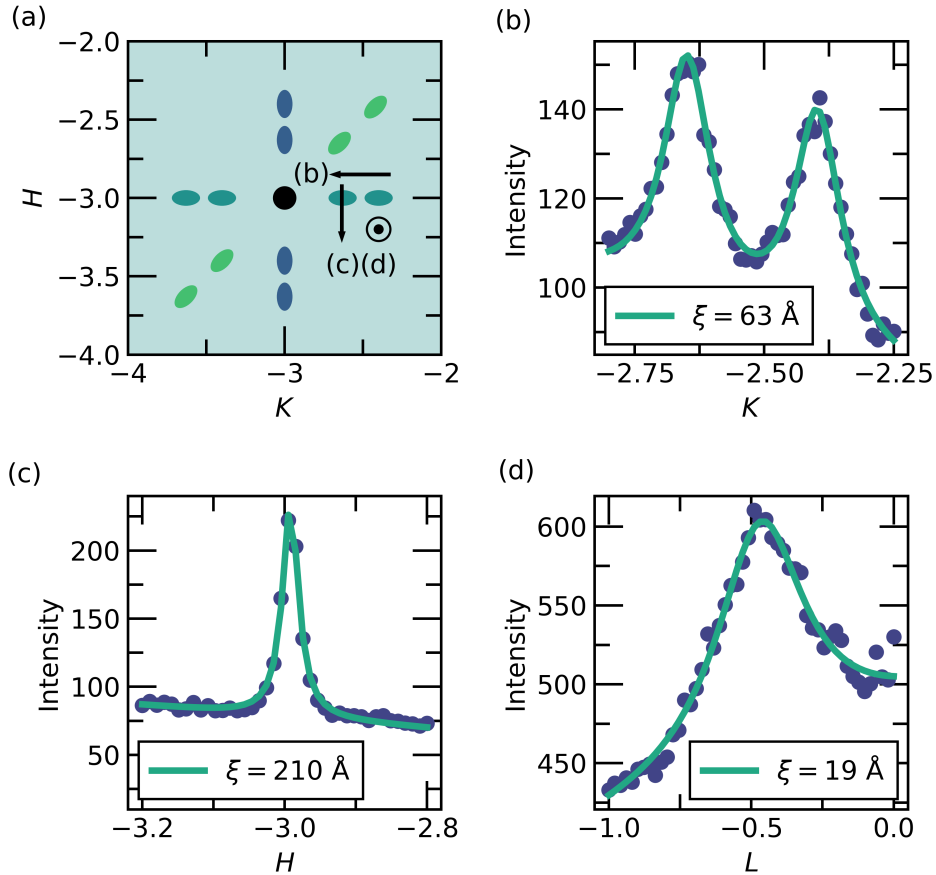 (a)
−2.0
−2.5
−3.0
−3.5
−4.0
H
−4
−3
−2
K
(b)
(c)(d)
(b)
140
120
100
Intensity
ξ = 63 Å
−2.75
−2.50
−2.25
K
(c)
200
150
100
50
Intensity
ξ = 210 Å
−3.2
−3.0
−2.8
H
(d)
600
550
500
450
Intensity
ξ = 19 Å
−1.0
−0.5
0.0
L